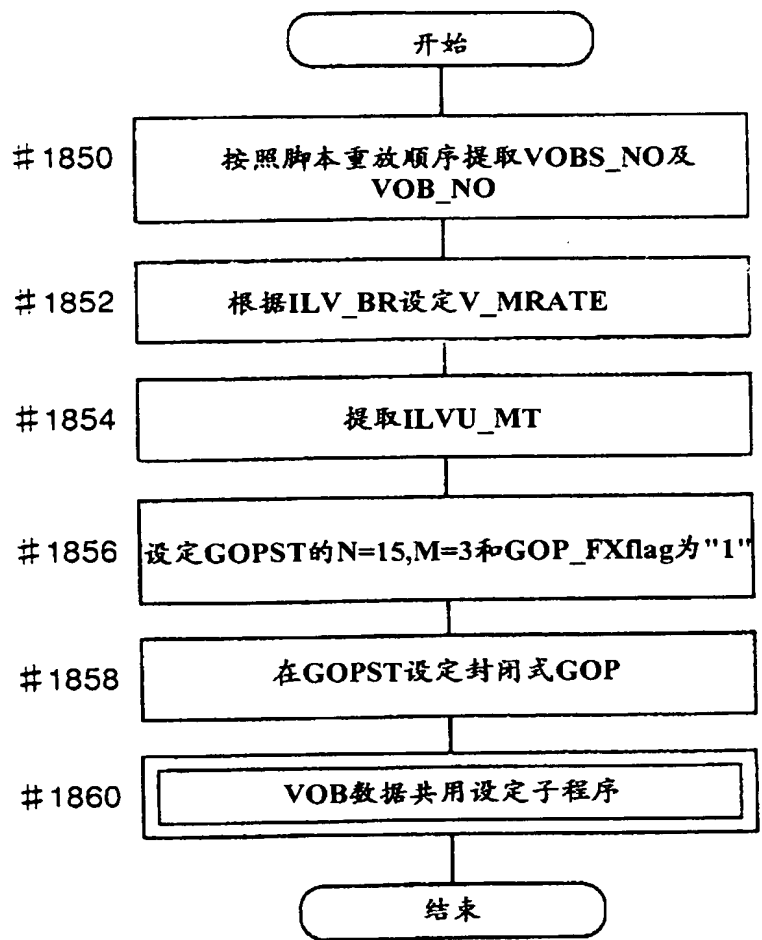 开始
#1850
按照脚本重放顺序提取VOBS_NO及
VOB_NO
#1852
根据ILV_BR设定V_MRATE
#1854
提取ILVU_MT
#1856
设定GOPST的N=15,M=3和GOP_FXflag为"1"
#1858
在GOPST设定封闭式GOP
#1860
VOB数据共用设定子程序
结束